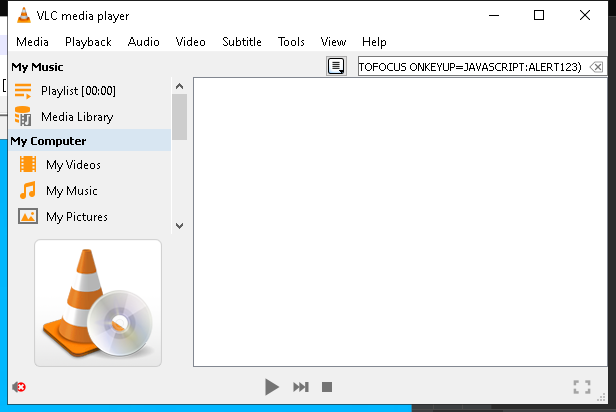 VLC media player
Media Playback Audio Video Subtitle Tools View Help
My Music
TOFOCUS ONKEYUP=JAVASCRIPT:ALERT123)
Playlist [00:00]
Media Library
My Computer
My Videos
My Music
My Pictures